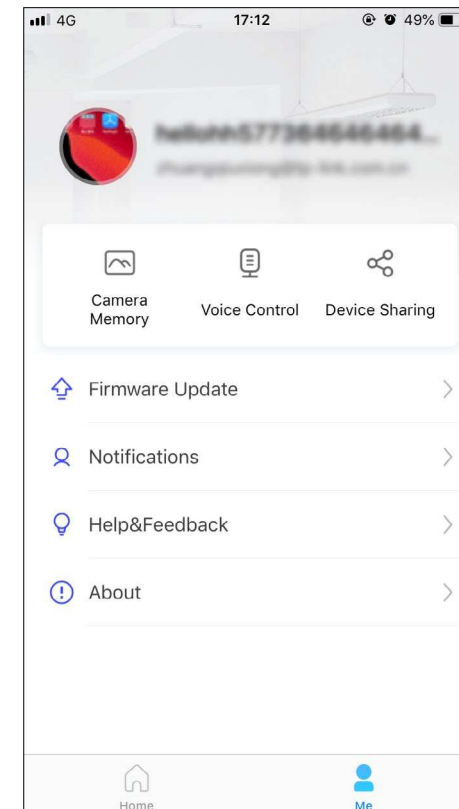 4G 17:12 49%
Camera
Memory
Voice Control
Device Sharing
Firmware Update
Notifications
Help&Feedback
About
Home
Me